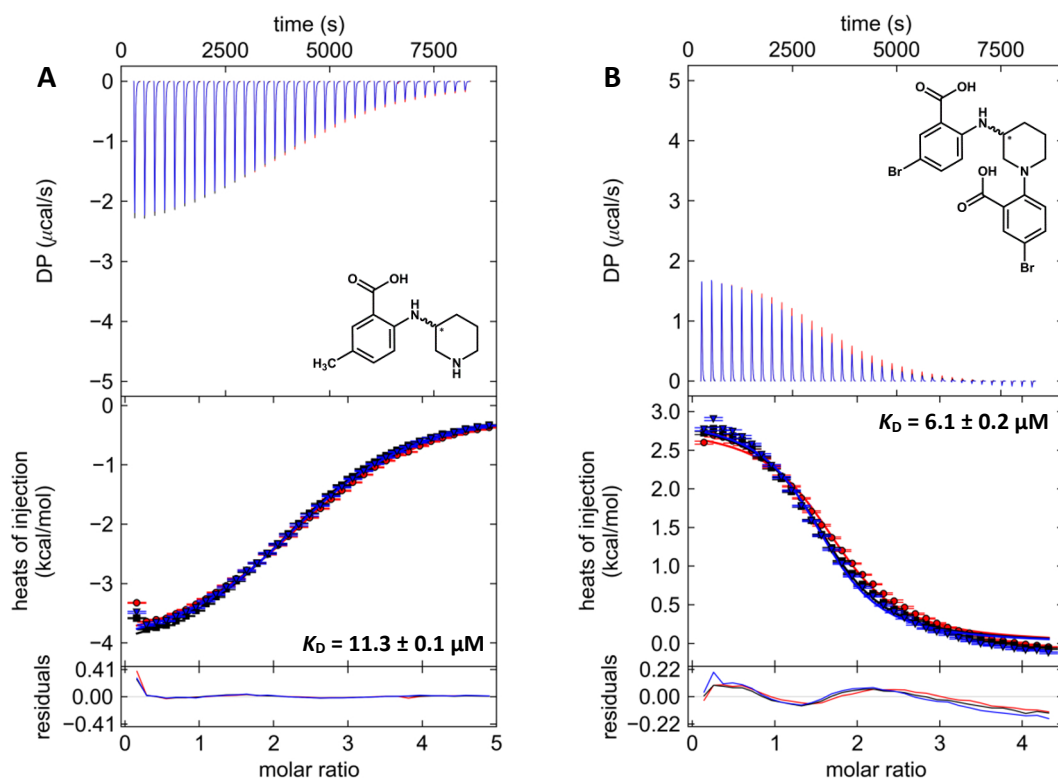 time (s)
0 2500 5000 7500
A
0
−1
−2
−3
−4
−5
DP (μcal/s)
O
OH
H
N
*
H₃C
N
H
0
−1
−2
−3
−4
heats of injection
(kcal/mol)
K_D = 11.3 ± 0.1 μM
0.41
0.00
−0.41
residuals
0 1 2 3 4 5
molar ratio
time (s)
0 2500 5000 7500
B
5
4
3
2
1
0
DP (μcal/s)
O
OH
H
N
*
Br
N
OH
O
Br
3.0
2.5
2.0
1.5
1.0
0.5
0.0
heats of injection
(kcal/mol)
K_D = 6.1 ± 0.2 μM
0.22
0.00
−0.22
residuals
0 1 2 3 4
molar ratio